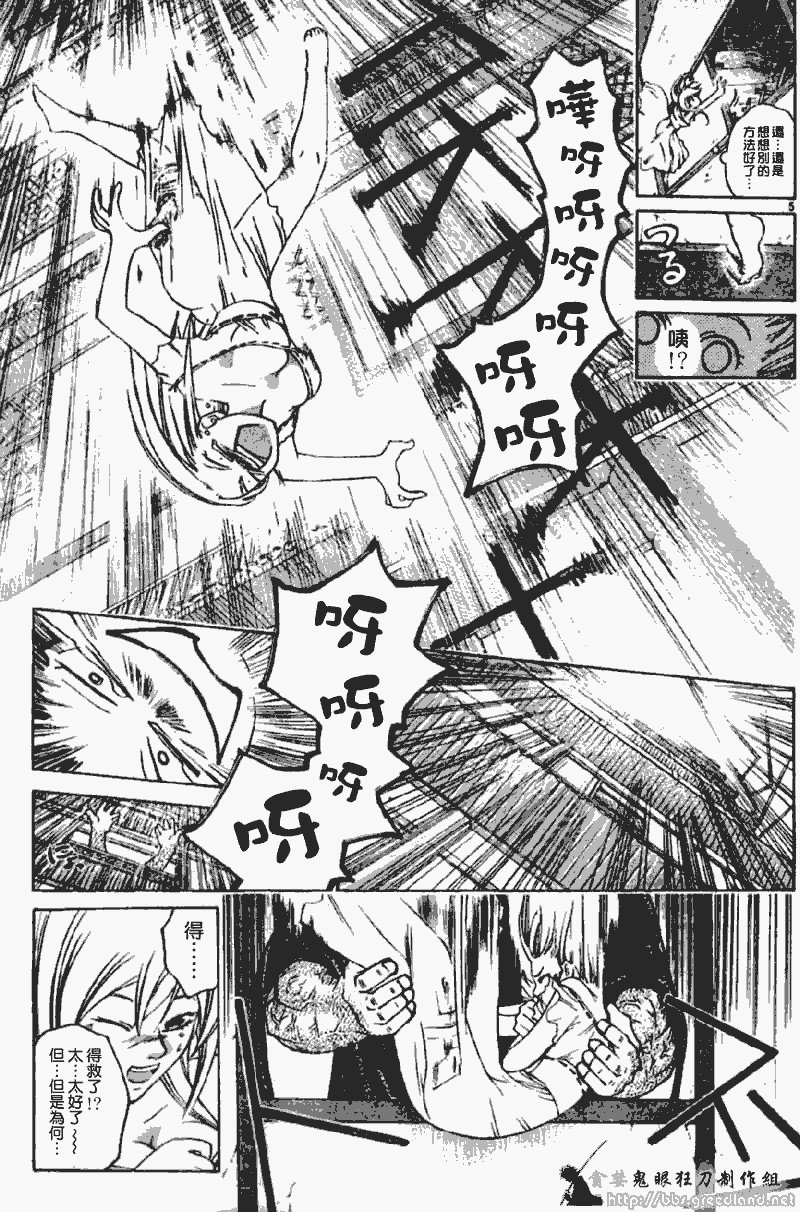 還…還是
想想別的
方法好了…
5
つる
咦
!?
嘩
呀
呀
呀
呀
呀
呀
呀
呀
呀
呀
得……
得救了!?
太…太好了～～
但…但是為何…
貪婪鬼眼狂刀制作組
http://bbs.greedland.net/